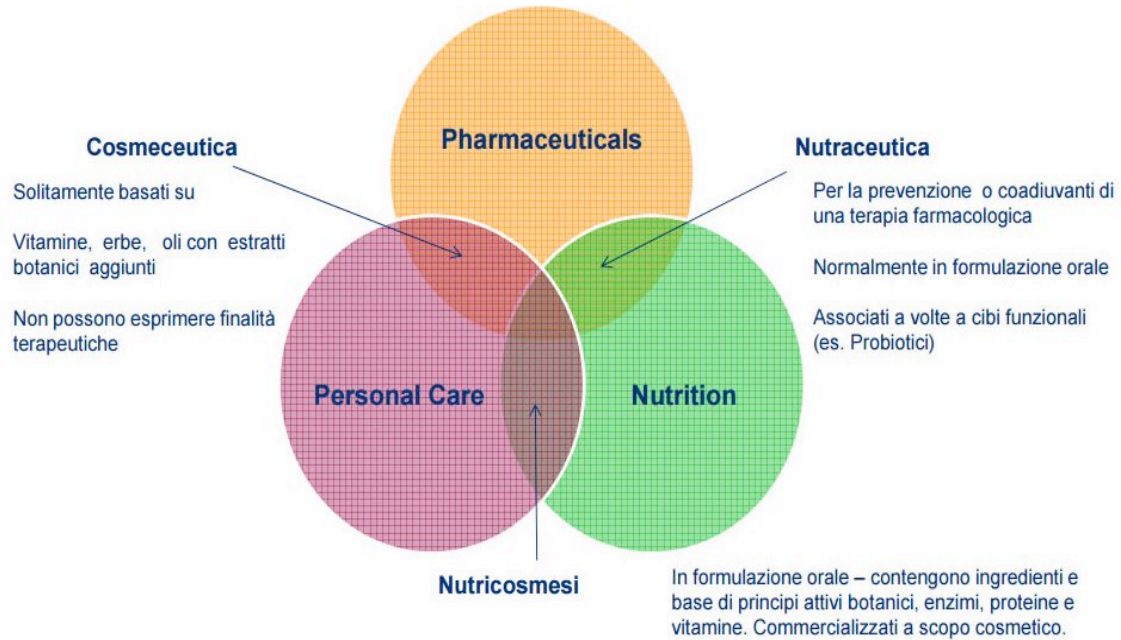 Pharmaceuticals
Cosmeceutica
Solitamente basati su
Vitamine, erbe, oli con estratti
botanici aggiunti
Non possono esprimere finalità
terapeutiche
Nutraceutica
Per la prevenzione o coadiuvanti di
una terapia farmacologica
Normalmente in formulazione orale
Associati a volte a cibi funzionali
(es. Probiotici)
Personal Care
Nutrition
Nutricosmesi
In formulazione orale – contengono ingredienti e
base di principi attivi botanici, enzimi, proteine e
vitamine. Commercializzati a scopo cosmetico.